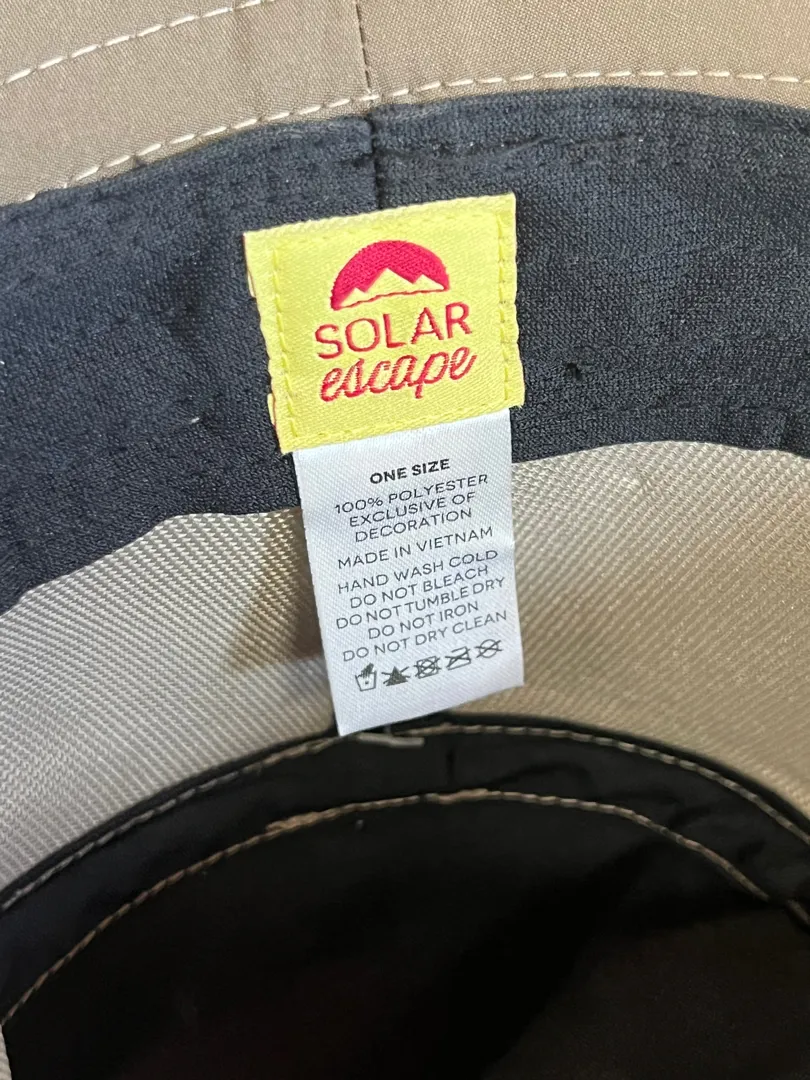 SOLAR
escape
ONE SIZE
100% POLYESTER
EXCLUSIVE OF
DECORATION
MADE IN VIETNAM
HAND WASH COLD
DO NOT BLEACH
DO NOT TUMBLE DRY
DO NOT IRON
DO NOT DRY CLEAN